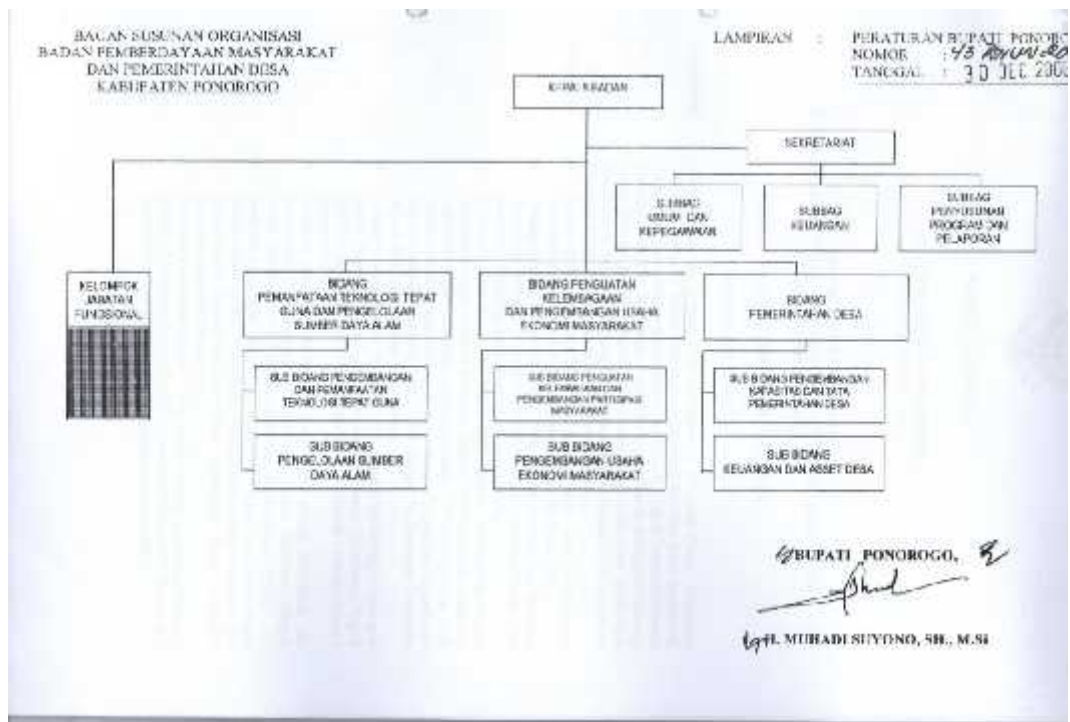 BAGAN SUSUNAN ORGANISASI
BADAN PEMBERDAYAAN MASYARAKAT
DAN PEMERINTAHAN DESA
KABUPATEN PONOROGO
LAMPIRAN :
PERATURAN BUPATI PONORO
NOMOR : 43
TANGGAL : 30 DEC 200
KEPALA BADAN
SEKRETARIAT
SUBBAG
UMUM DAN
KEPEGAWAIAN
SUBBAG
KEUANGAN
SUBBAG
PENYUSUNAN
PROGRAM DAN
PELAPORAN
KELOMPOK
JABATAN
FUNGSIONAL
BIDANG
PEMANFATAAN TEKNOLOGI TEPAT
GUNA DAN PENGELOLAAN
SUMBER DAYA ALAM
BIDANG PENGUATAN
KELEMBAGAAN
DAN PENGEMBANGAN USAHA
EKONOMI MASYARAKAT
BIDANG
PEMERINTAHAN DESA
SUB BIDANG PENGEMBANGAN
DAN PEMANFAATAN
TEKNOLOGI TEPAT GUNA
SUB BIDANG PENGUATAN
KELEMBAGAAN DAN
PENGEMBANGAN PARTISIPASI
MASYARAKAT
SUB BIDANG PENGEMBANGAN
KAPASITAS DAN TATA
PEMERINTAHAN DESA
SUB BIDANG
PENGELOLAAN SUMBER
DAYA ALAM
SUB BIDANG
PENGEMBANGAN USAHA
EKONOMI MASYARAKAT
SUB BIDANG
KEUANGAN DAN ASSET DESA
BUPATI PONOROGO,
H. MUHADI SUYONO, SH., M.Si